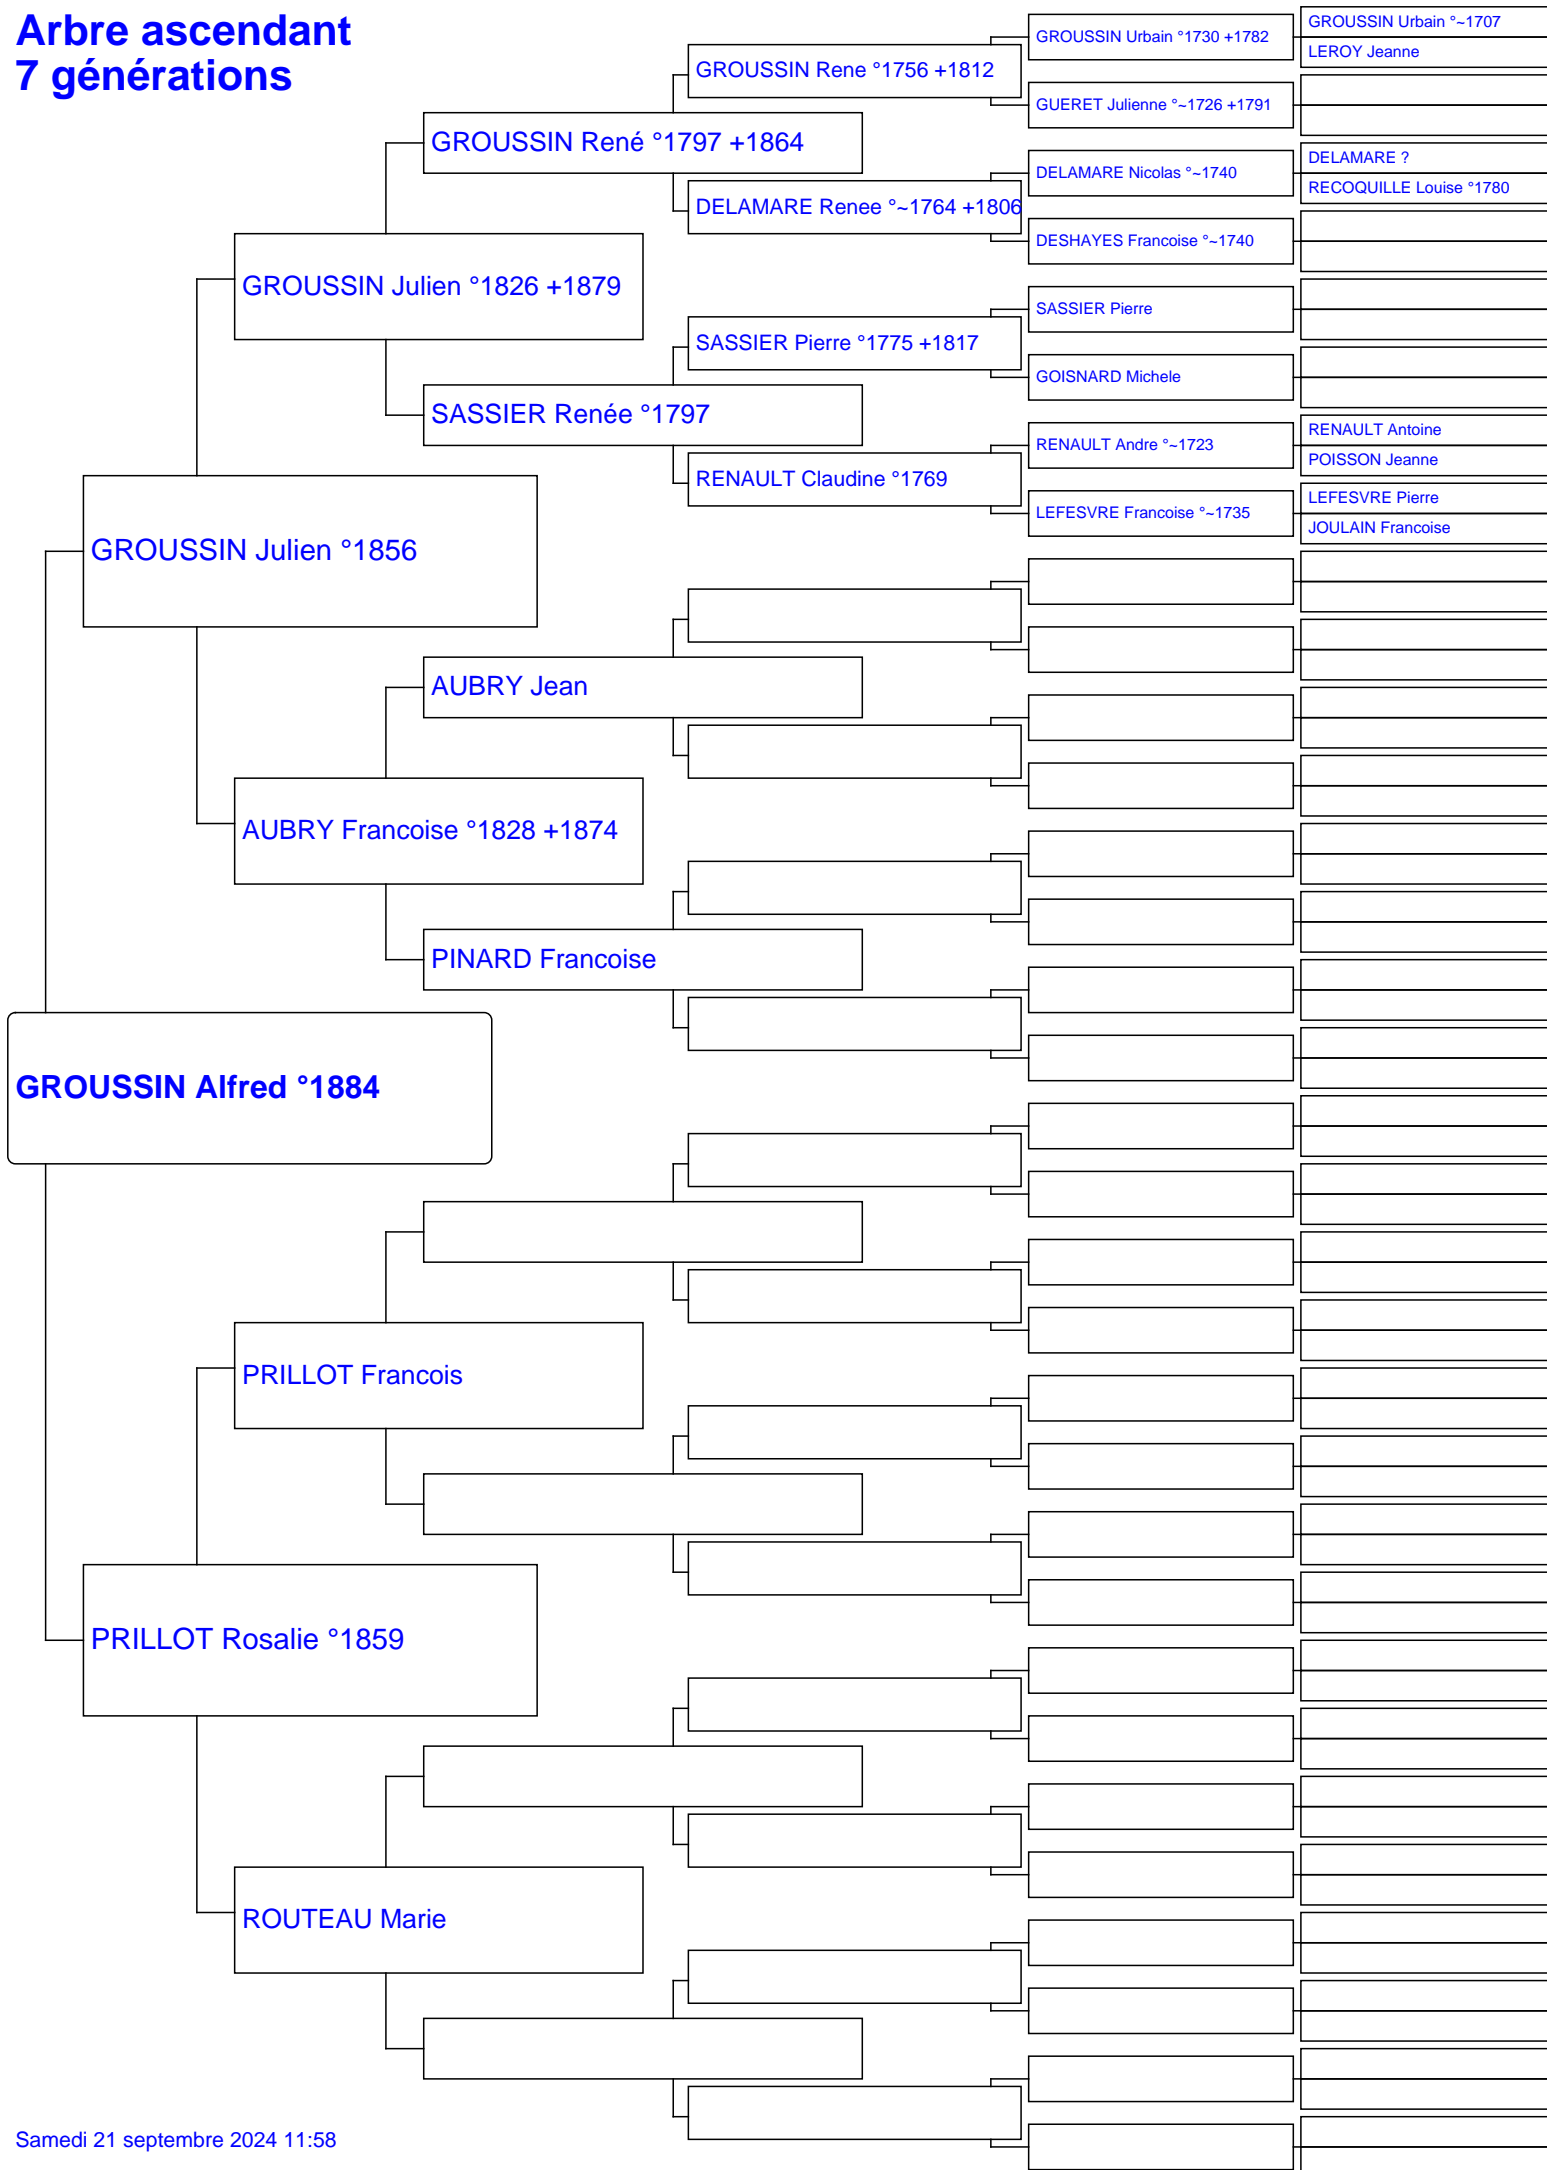 Arbre ascendant
7 générations
GROUSSIN Urbain °~1707
LEROY Jeanne
GROUSSIN Urbain °1730 +1782
GROUSSIN Rene °1756 +1812
GUERET Julienne °~1726 +1791
GROUSSIN René °1797 +1864
DELAMARE ?
RECOQUILLE Louise °1780
DELAMARE Nicolas °~1740
DELAMARE Renee °~1764 +1806
DESHAYES Francoise °~1740
GROUSSIN Julien °1826 +1879
SASSIER Pierre
SASSIER Pierre °1775 +1817
GOISNARD Michele
SASSIER Renée °1797
RENAULT Antoine
POISSON Jeanne
RENAULT Andre °~1723
RENAULT Claudine °1769
LEFESVRE Pierre
JOULAIN Francoise
LEFESVRE Francoise °~1735
GROUSSIN Julien °1856
AUBRY Jean
AUBRY Francoise °1828 +1874
PINARD Francoise
GROUSSIN Alfred °1884
PRILLOT Francois
PRILLOT Rosalie °1859
ROUTEAU Marie
Samedi 21 septembre 2024 11:58